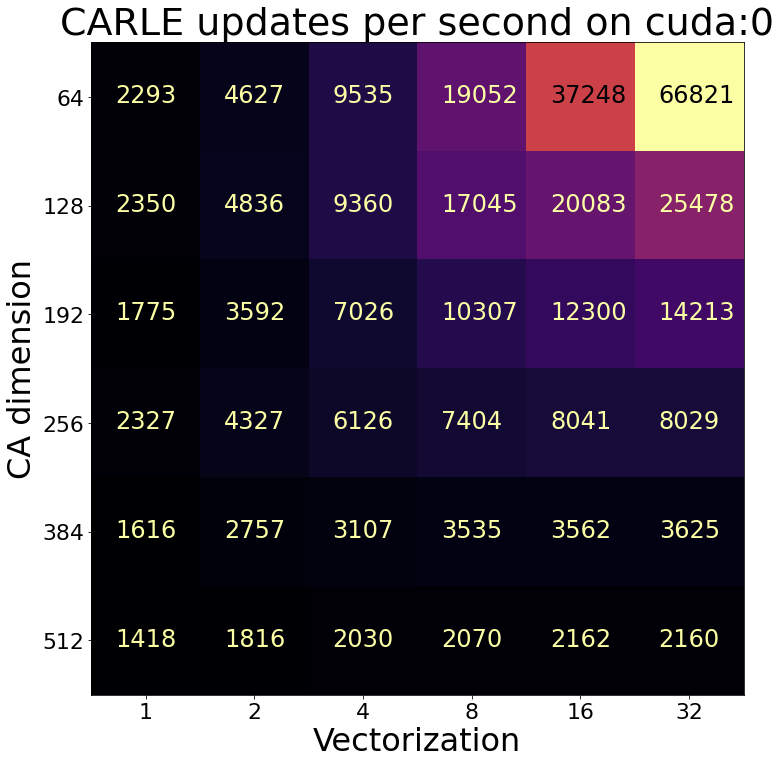 CARLE updates per second on cuda:0
CA dimension
64 2293 4627 9535 19052 37248 66821
128 2350 4836 9360 17045 20083 25478
192 1775 3592 7026 10307 12300 14213
256 2327 4327 6126 7404 8041 8029
384 1616 2757 3107 3535 3562 3625
512 1418 1816 2030 2070 2162 2160
1 2 4 8 16 32
Vectorization